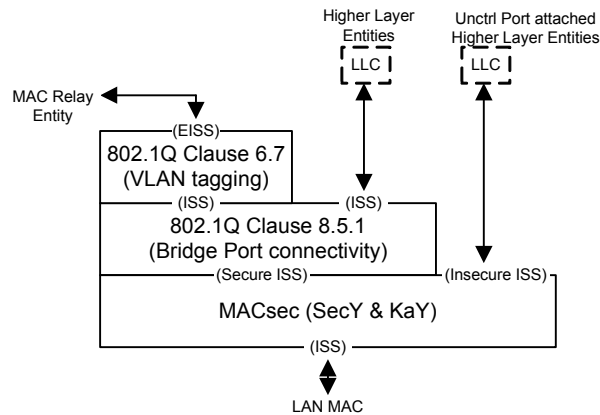 Higher Layer
Entities
Unctrl Port attached
Higher Layer Entities
LLC
LLC
MAC Relay
Entity
(EISS)
802.1Q Clause 6.7
(VLAN tagging)
(ISS)
(ISS)
802.1Q Clause 8.5.1
(Bridge Port connectivity)
(Secure ISS)
(Insecure ISS)
MACsec (SecY & KaY)
(ISS)
LAN MAC